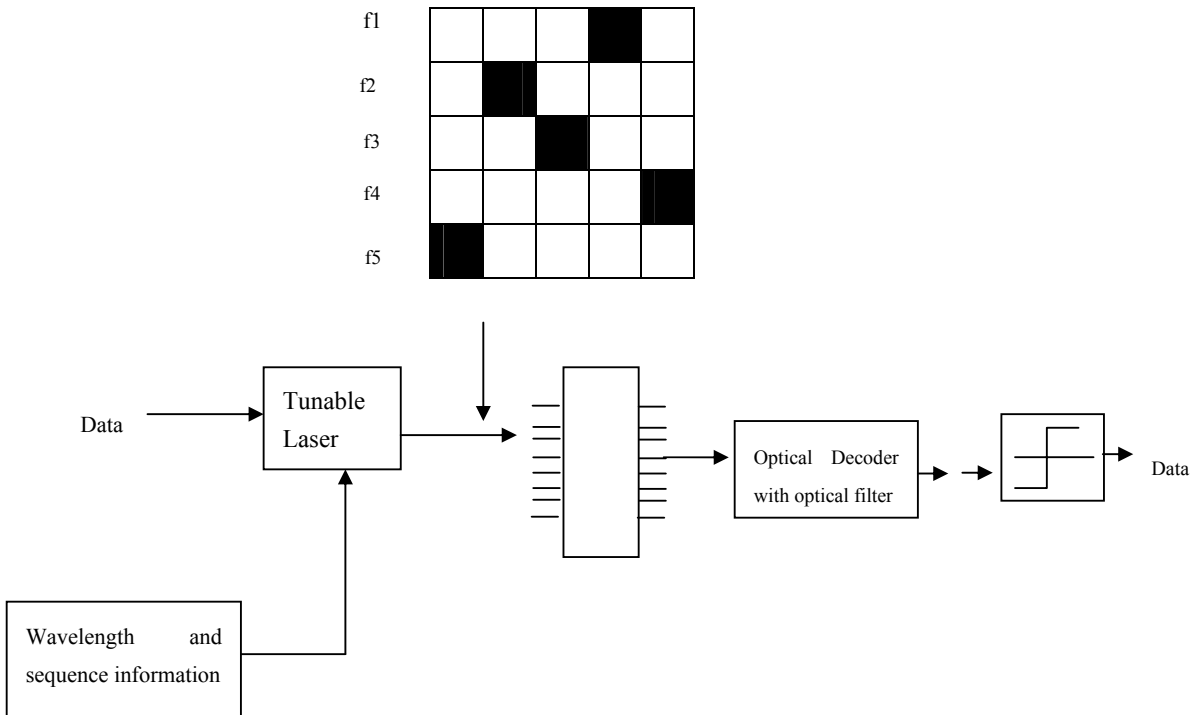 f1
f2
f3
f4
f5
Data
Tunable
Laser
Optical Decoder
with optical filter
Data
Wavelength and
sequence information